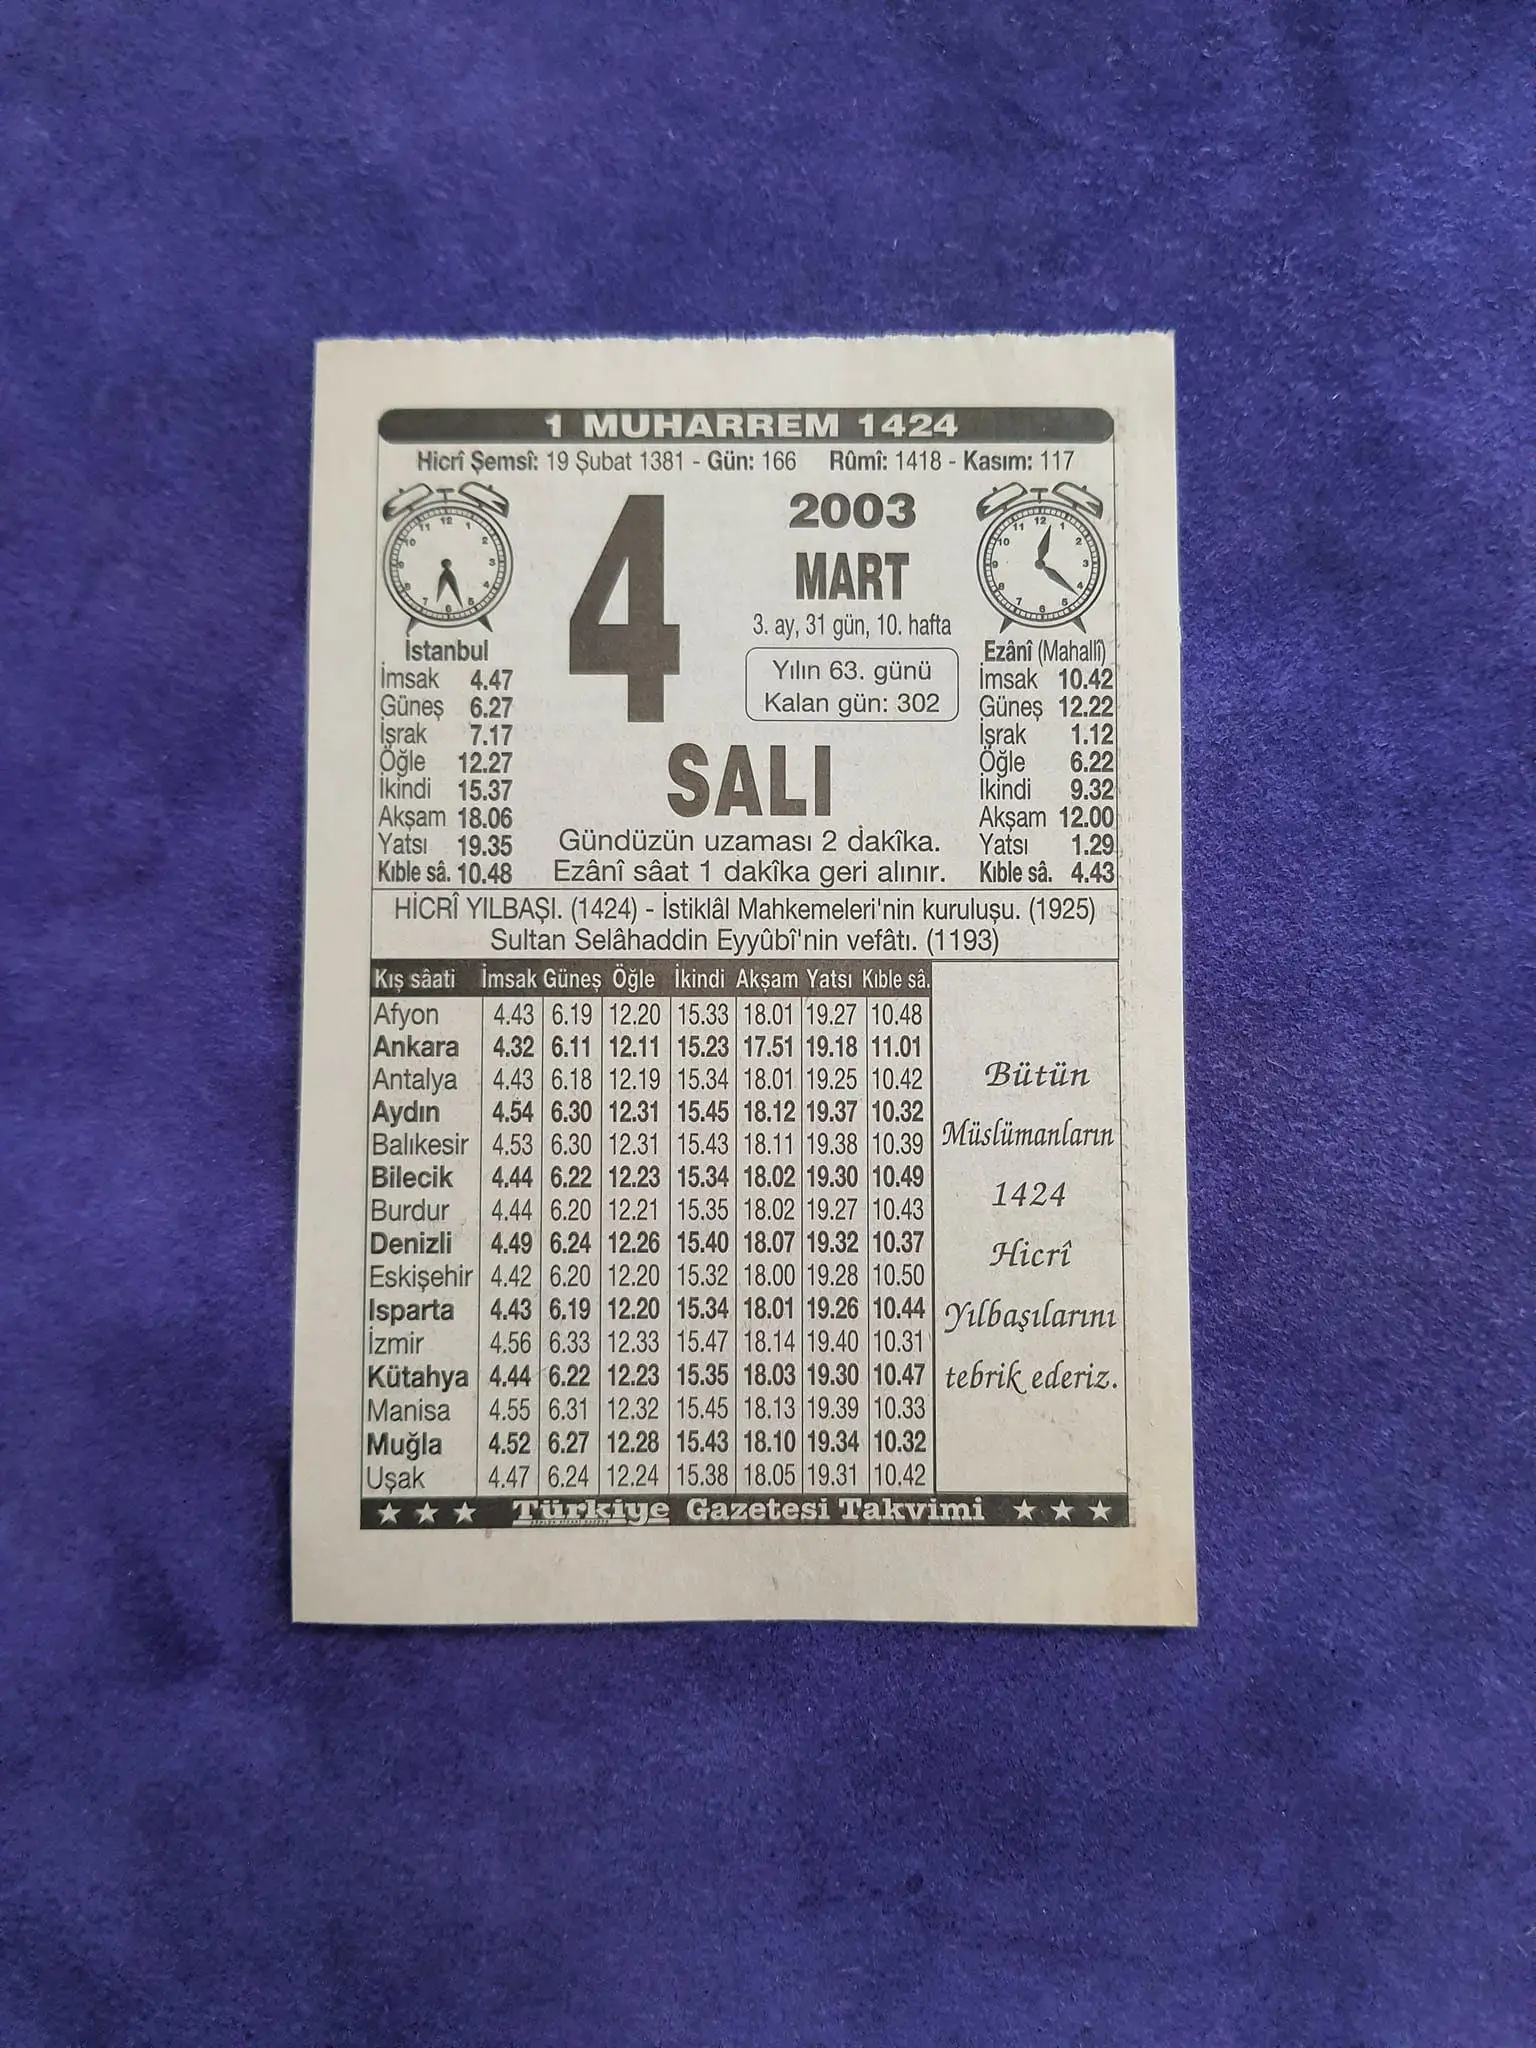 1 MUHARREM 1424
Hicrî Şemsî: 19 Şubat 1381 - Gün: 166 Rûmî: 1418 - Kasım: 117
4
2003
MART
3. ay, 31 gün, 10. hafta
Yılın 63. günü
Kalan gün: 302
SALI
Gündüzün uzaması 2 dakîka.
Ezânî sâat 1 dakîka geri alınır.
İstanbul
İmsak 4.47
Güneş 6.27
İşrak 7.17
Öğle 12.27
İkindi 15.37
Akşam 18.06
Yatsı 19.35
Kıble sâ. 10.48
Ezânî (Mahallî)
İmsak 10.42
Güneş 12.22
İşrak 1.12
Öğle 6.22
İkindi 9.32
Akşam 12.00
Yatsı 1.29
Kıble sâ. 4.43
HİCRÎ YILBAŞI. (1424) - İstiklâl Mahkemeleri'nin kuruluşu. (1925)
Sultan Selâhaddin Eyyûbî'nin vefâtı. (1193)
Kış sâati İmsak Güneş Öğle İkindi Akşam Yatsı Kıble sâ.
Afyon 4.43 6.19 12.20 15.33 18.01 19.27 10.48
Ankara 4.32 6.11 12.11 15.23 17.51 19.18 11.01
Antalya 4.43 6.18 12.19 15.34 18.01 19.25 10.42
Aydın 4.54 6.30 12.31 15.45 18.12 19.37 10.32
Balıkesir 4.53 6.30 12.31 15.43 18.11 19.38 10.39
Bilecik 4.44 6.22 12.23 15.34 18.02 19.30 10.49
Burdur 4.44 6.20 12.21 15.35 18.02 19.27 10.43
Denizli 4.49 6.24 12.26 15.40 18.07 19.32 10.37
Eskişehir 4.42 6.20 12.20 15.32 18.00 19.28 10.50
Isparta 4.43 6.19 12.20 15.34 18.01 19.26 10.44
İzmir 4.56 6.33 12.33 15.47 18.14 19.40 10.31
Kütahya 4.44 6.22 12.23 15.35 18.03 19.30 10.47
Manisa 4.55 6.31 12.32 15.45 18.13 19.39 10.33
Muğla 4.52 6.27 12.28 15.43 18.10 19.34 10.32
Uşak 4.47 6.24 12.24 15.38 18.05 19.31 10.42
Bütün
Müslümanların
1424
Hicrî
Yılbaşılarını
tebrik ederiz.
Türkiye Gazetesi Takvimi